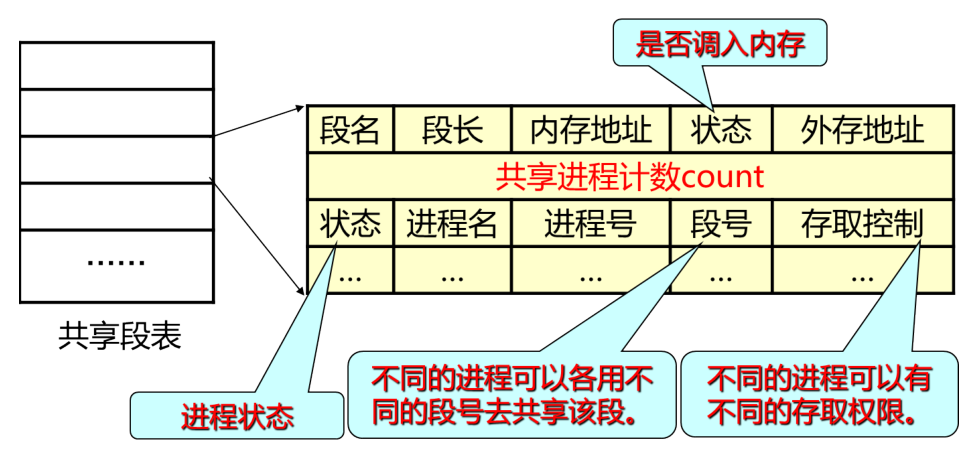 是否调入内存
段名 段长 内存地址 状态 外存地址
共享进程计数count
状态 进程名 进程号 段号 存取控制
... ... ... ... ...
......
共享段表
进程状态
不同的进程可以各用不
同的段号去共享该段。
不同的进程可以有
不同的存取权限。